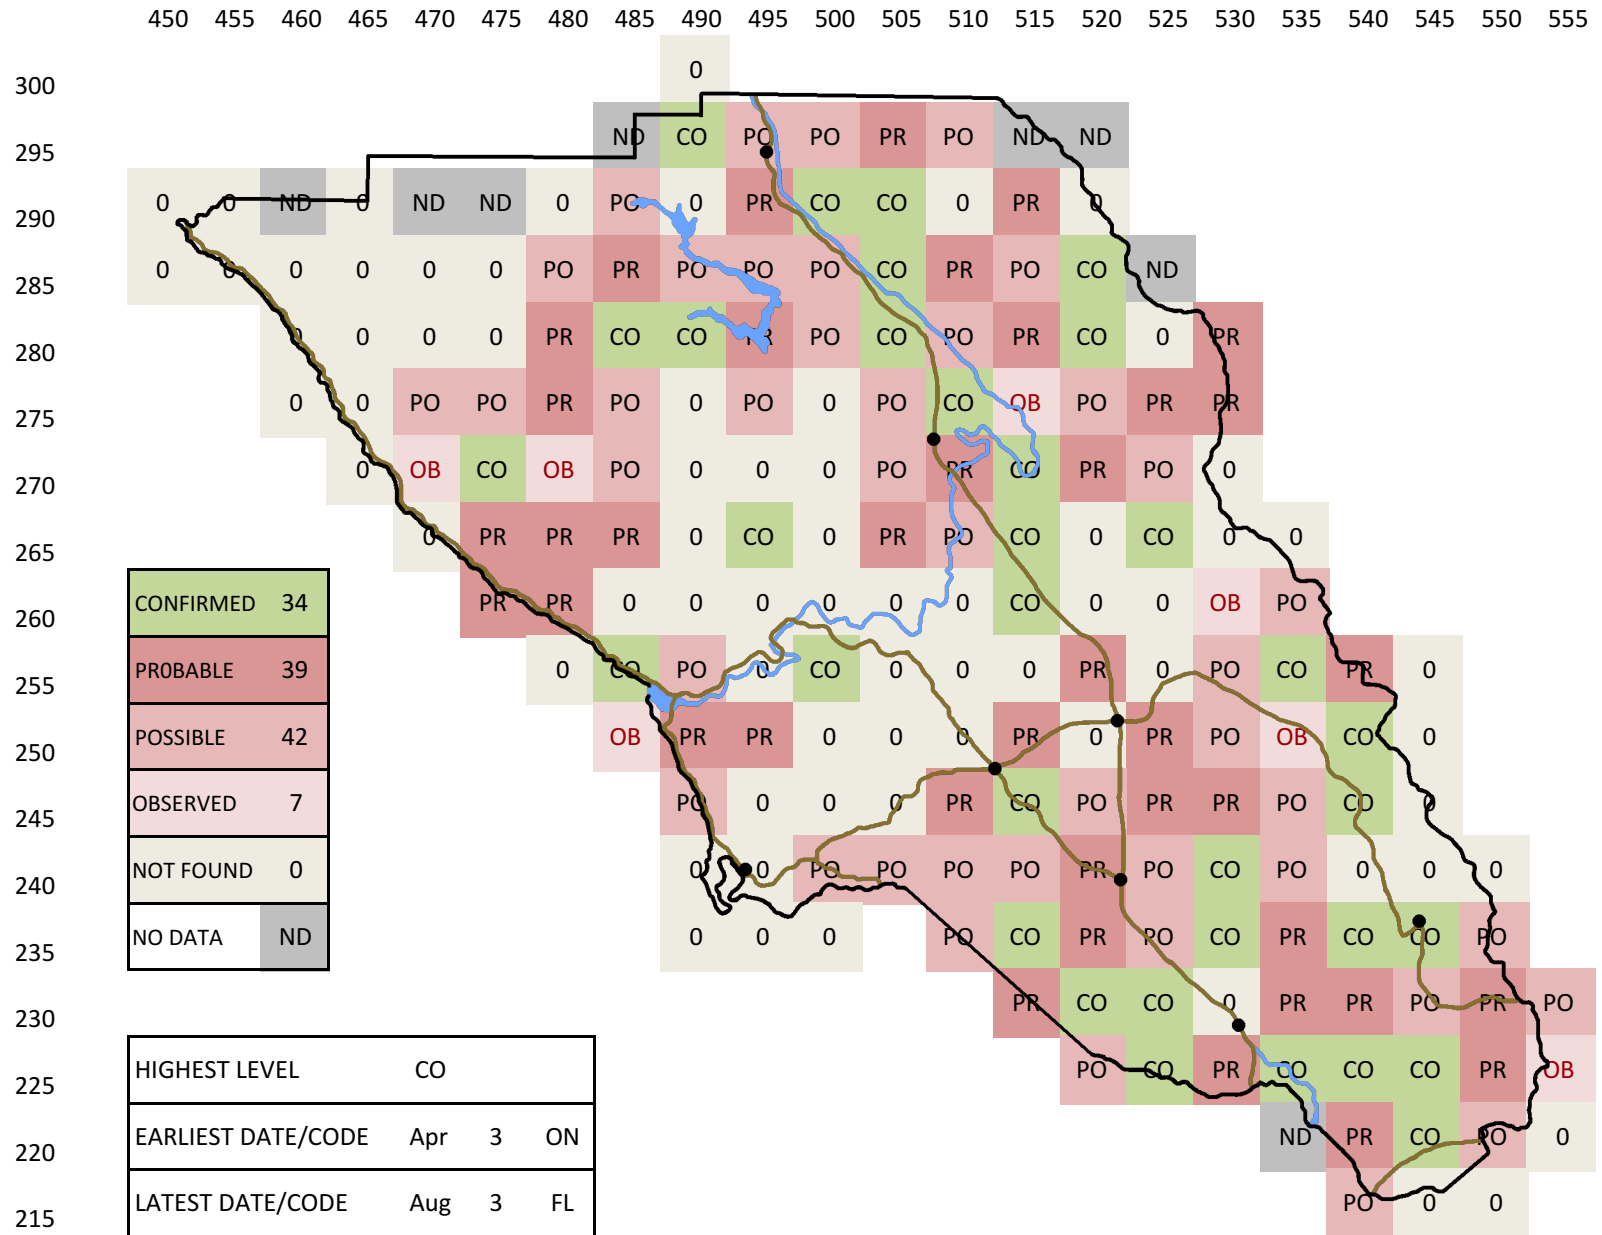 450 455 460 465 470 475 480 485 490 495 500 505 510 515 520 525 530 535 540 545 550 555
0
300
ND CO PO PO PR PO ND ND
295
0 0 ND 0 ND ND 0 PO 0 PR CO CO 0 PR 0
290
0 0 0 0 0 0 PO PR PO PO PO CO PR PO CO ND
285
0 0 0 0 PR CO CO PR PO CO PO PR CO 0 PR
280
0 0 PO PO PR PO 0 PO 0 PO CO OB PO PR PR
275
0 OB CO OB PO 0 0 0 PO PR CO PR PO 0
270
0 PR PR PR 0 CO 0 PR PO CO 0 CO 0 0
265
CONFIRMED 34 PR PR 0 0 0 0 0 0 CO 0 0 OB PO
260
PR0BABLE 39 0 CO PO 0 CO 0 0 0 PR 0 PO CO PR 0
255
POSSIBLE 42 OB PR PR 0 0 0 PR 0 PR PO OB CO 0
250
OBSERVED 7 PO 0 0 0 PR CO PO PR PR PO CO 0
245
NOT FOUND 0 0 0 PO PO PO PO PR PO CO PO 0 0 0
240
NO DATA ND 0 0 0 PO CO PR PO CO PR CO CO PO
235
PR CO CO 0 PR PR PO PR PO
230
HIGHEST LEVEL CO PO CO PR CO CO CO PR OB
225
EARLIEST DATE/CODE Apr 3 ON ND PR CO PO 0
220
LATEST DATE/CODE Aug 3 FL PO 0 0
215